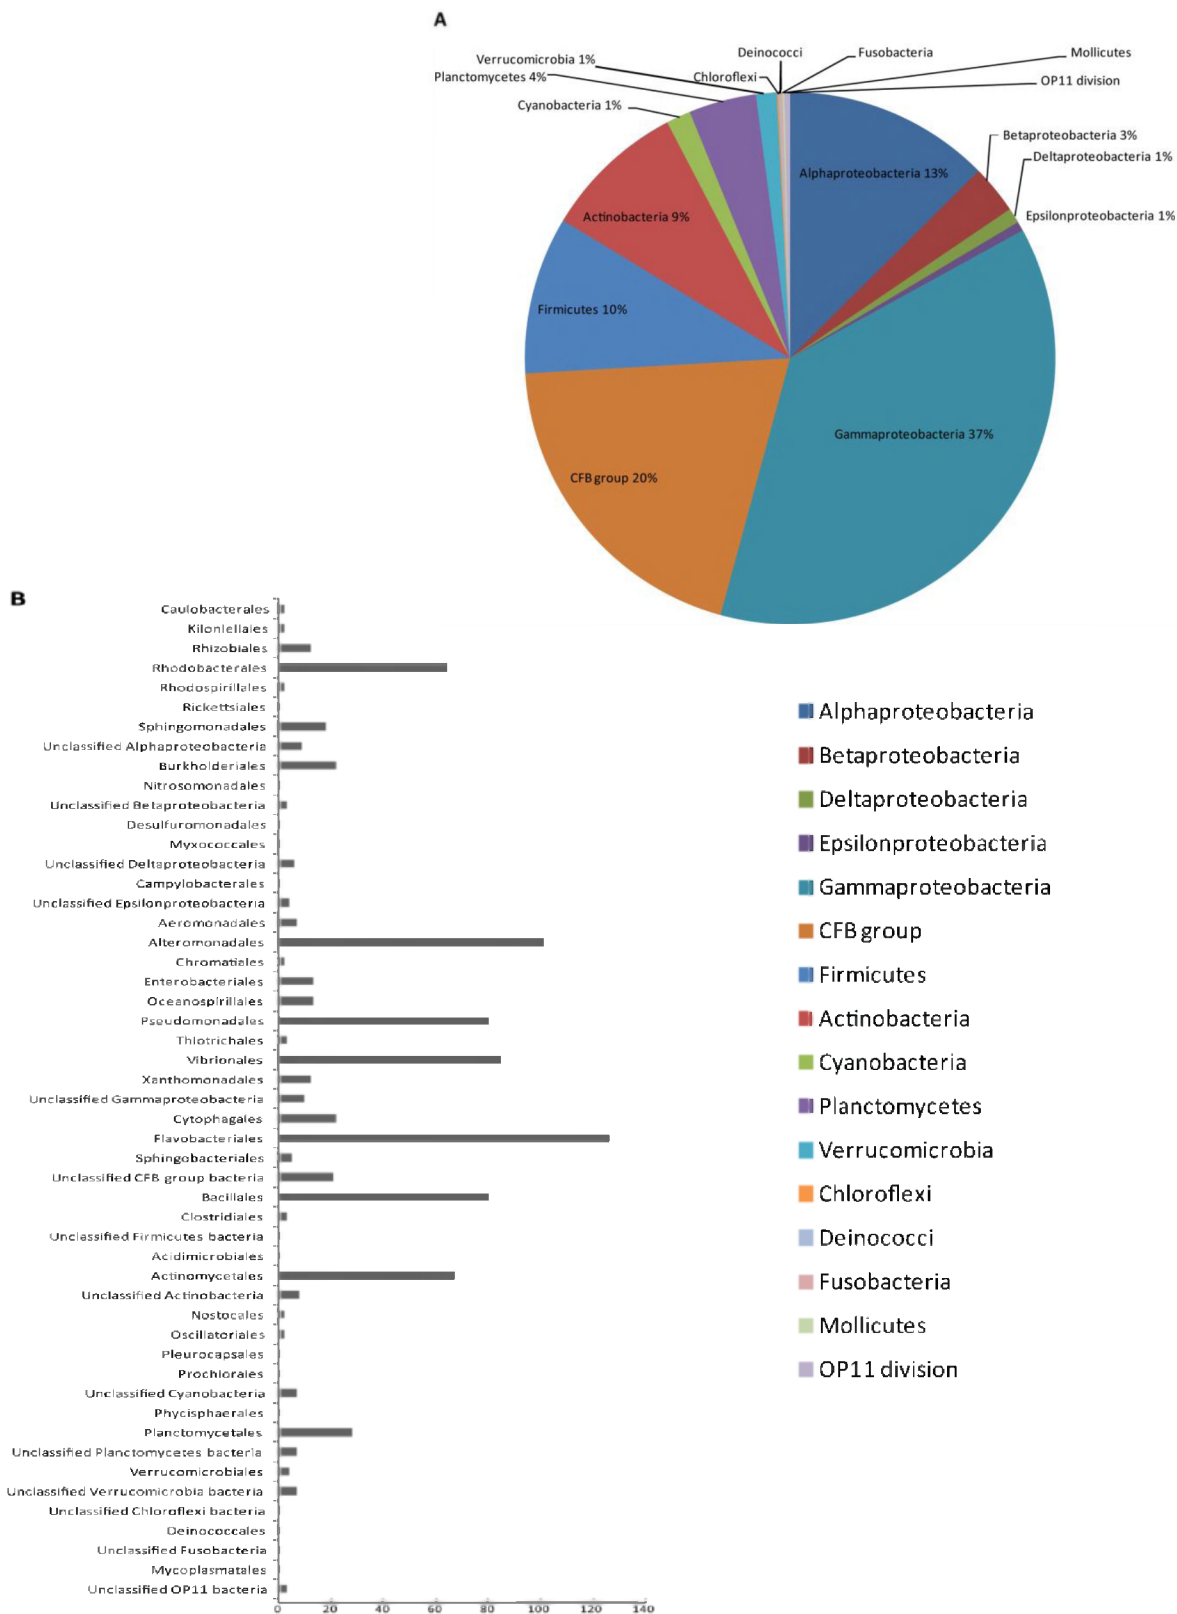 A
Deinococci
Fusobacteria
Mollicutes
Verrucomicrobia 1%
Planctomycetes 4%
Chloroflexi
OP11 division
Cyanobacteria 1%
Betaproteobacteria 3%
Deltaproteobacteria 1%
Alphaproteobacteria 13%
Epsilonproteobacteria 1%
Actinobacteria 9%
Firmicutes 10%
Gammaproteobacteria 37%
CFB group 20%
B
Caulobacterales
Kiloniellales
Rhizobiales
Rhodobacterales
Rhodospirillales
Rickettsiales
Sphingomonadales
Unclassified Alphaproteobacteria
Burkholderiales
Nitrosomonadales
Unclassified Betaproteobacteria
Desulfuromonadales
Myxococcales
Unclassified Deltaproteobacteria
Campylobacterales
Unclassified Epsilonproteobacteria
Aeromonadales
Alteromonadales
Chromatiales
Enterobacteriales
Oceanospirillales
Pseudomonadales
Thiotrichales
Vibrionales
Xanthomonadales
Unclassified Gammaproteobacteria
Cytophagales
Flavobacteriales
Sphingobacteriales
Unclassified CFB group bacteria
Bacillales
Clostridiales
Unclassified Firmicutes bacteria
Acidimicrobiales
Actinomycetales
Unclassified Actinobacteria
Nostocales
Oscillatoriales
Pleurocapsales
Prochlorales
Unclassified Cyanobacteria
Phycisphaerales
Planctomycetales
Unclassified Planctomycetes bacteria
Verrucomicrobiales
Unclassified Verrucomicrobia bacteria
Unclassified Chloroflexi bacteria
Deinococcales
Unclassified Fusobacteria
Mycoplasmatales
Unclassified OP11 bacteria
0 20 40 60 80 100 120 140
Alphaproteobacteria
Betaproteobacteria
Deltaproteobacteria
Epsilonproteobacteria
Gammaproteobacteria
CFB group
Firmicutes
Actinobacteria
Cyanobacteria
Planctomycetes
Verrucomicrobia
Chloroflexi
Deinococci
Fusobacteria
Mollicutes
OP11 division